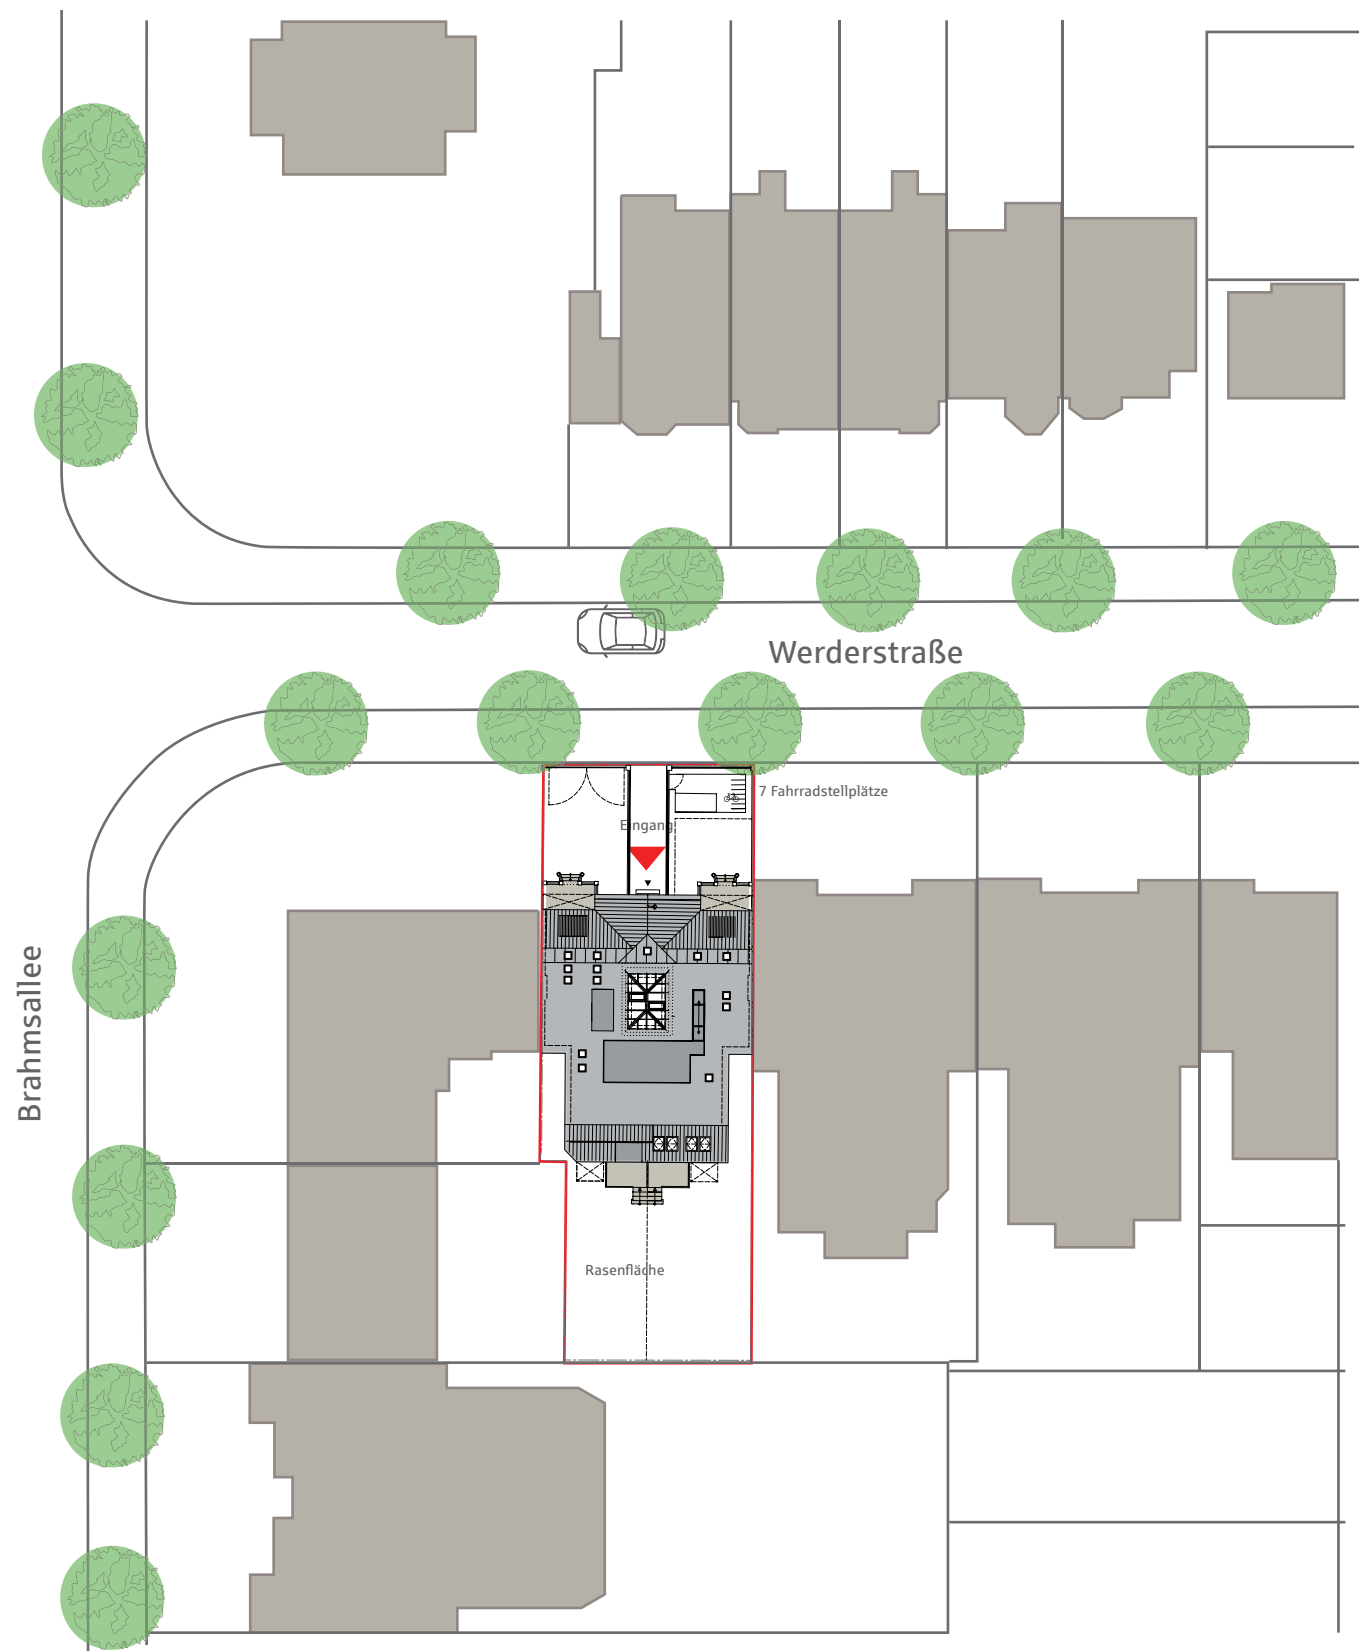 Werderstraße
7 Fahrradstellplätze
Eingang
Brahmsallee
Rasenfläche